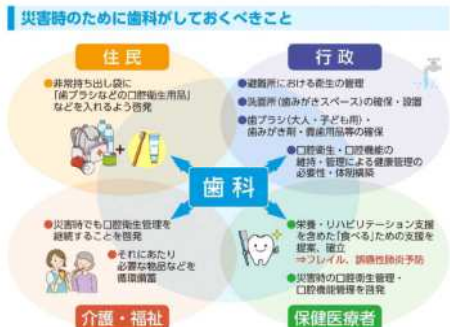 災害時のために歯科がしておくべきこと
住民
●非常持ち出し袋に
「歯ブラシなどの口腔衛生用品」
などを入れるよう啓発
行政
●避難所における衛生の管理
●洗面所(歯みがきスペース)の確保・設置
●歯ブラシ(大人・子ども用)・
歯みがき剤・義歯用品等の確保
●口腔衛生・口腔機能の
維持・管理による健康管理の
必要性・体制構築
歯科
●災害時でも口腔衛生管理を
継続することを啓発
●それにあたり
必要な物品などを
循環備蓄
介護・福祉
●栄養・リハビリテーション支援
を含めた「食べる」ための支援を
提案、確立
⇒フレイル、誤嚥性肺炎予防
●災害時の口腔衛生管理・
口腔機能管理を啓発
保健医療者